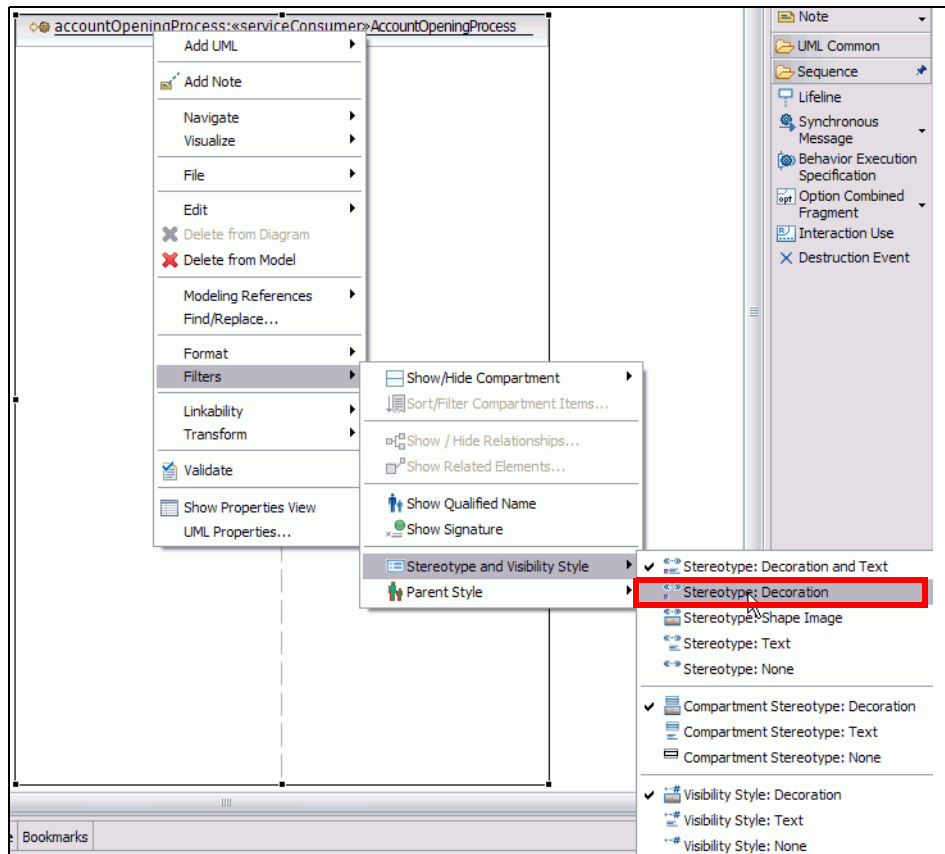 accountOpeningProcess:«serviceConsumer»AccountOpeningProcess
Add UML
Add Note
Navigate
Visualize
File
Edit
Delete from Diagram
Delete from Model
Modeling References
Find/Replace...
Format
Filters
Linkability
Transform
Validate
Show Properties View
UML Properties...
Show/Hide Compartment
Sort/Filter Compartment Items...
Show / Hide Relationships...
Show Related Elements...
Show Qualified Name
Show Signature
Stereotype and Visibility Style
Parent Style
Stereotype: Decoration and Text
Stereotype: Decoration
Stereotype: Shape Image
Stereotype: Text
Stereotype: None
Compartment Stereotype: Decoration
Compartment Stereotype: Text
Compartment Stereotype: None
Visibility Style: Decoration
Visibility Style: Text
Visibility Style: None
Note
UML Common
Sequence
Lifeline
Synchronous
Message
Behavior Execution
Specification
opt Option Combined
Fragment
Interaction Use
Destruction Event
Bookmarks